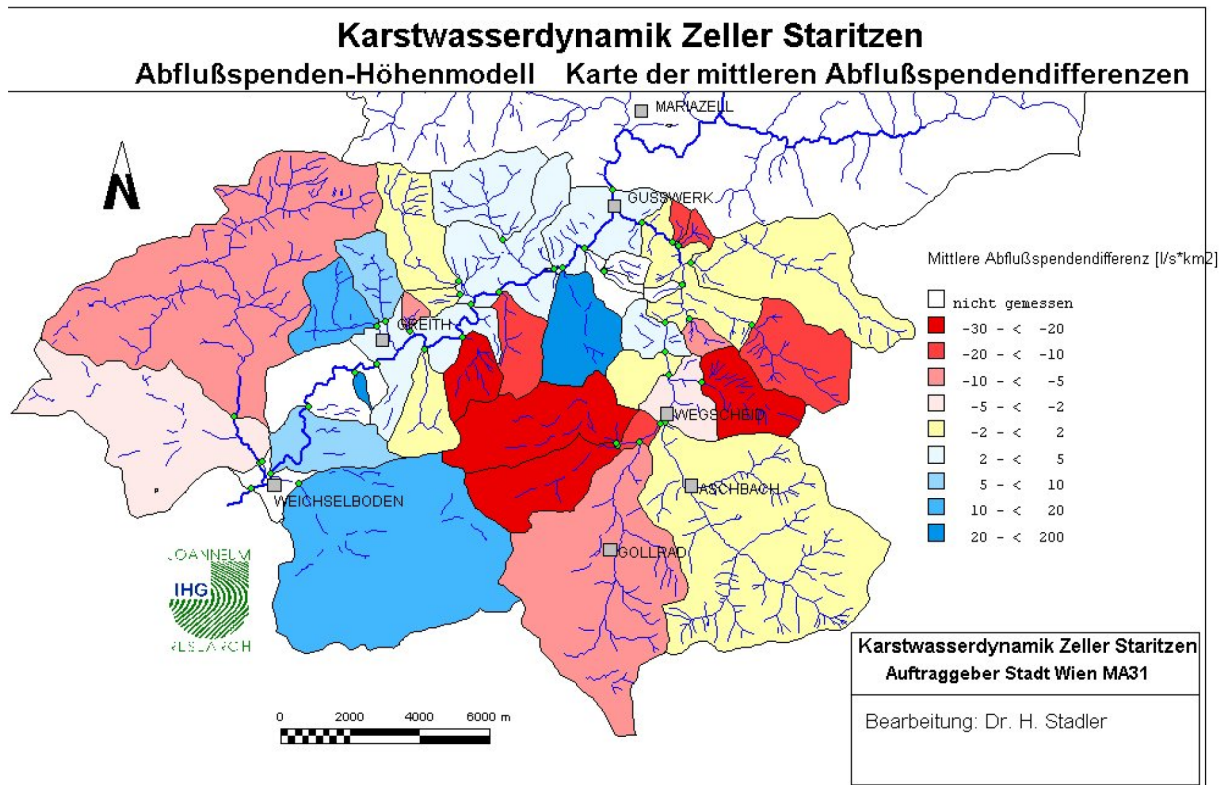 Karstwasserdynamik Zeller Staritzen
Abflußspenden-Höhenmodell Karte der mittleren Abflußspendendifferenzen
N
MARIAZELL
GUSSWERK
GREITH
WEGSCHEID
WEICHSELBODEN
ASCHBACH
GOLLRAD
Mittlere Abflußspendendifferenz [l/s*km2]
nicht gemessen
-30 - < -20
-20 - < -10
-10 - < -5
-5 - < -2
-2 - < 2
2 - < 5
5 - < 10
10 - < 20
20 - < 200
JOANNEUM
IHG
RESEARCH
0 2000 4000 6000 m
Karstwasserdynamik Zeller Staritzen
Auftraggeber Stadt Wien MA31
Bearbeitung: Dr. H. Stadler